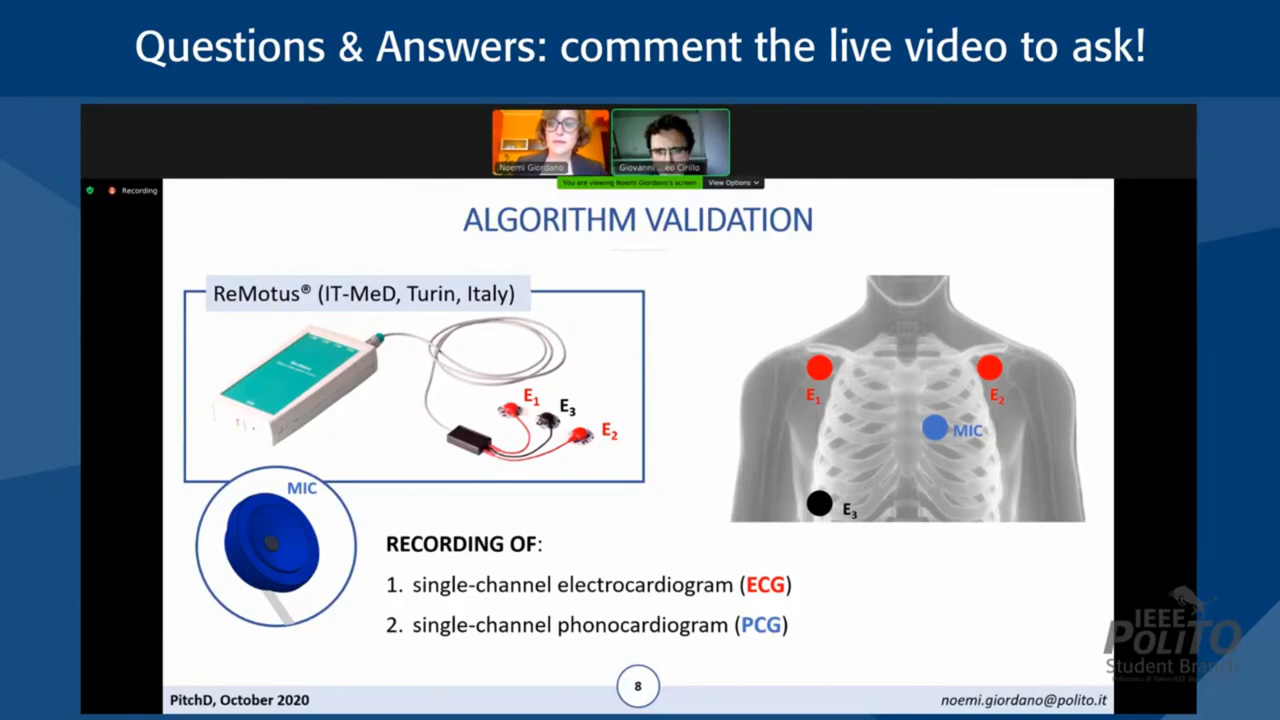 Questions & Answers: comment the live video to ask!
Noemi Giordano
Giovanni ...eo Cirillo
You are viewing Noemi Giordano's screen
View Options
Recording
ALGORITHM VALIDATION
ReMotus® (IT-MeD, Turin, Italy)
E1
E3
E2
E1
E2
MIC
E3
MIC
RECORDING OF:
1. single-channel electrocardiogram (ECG)
2. single-channel phonocardiogram (PCG)
IEEE
POLITO
Student Branch
PitchD, October 2020
8
noemi.giordano@polito.it